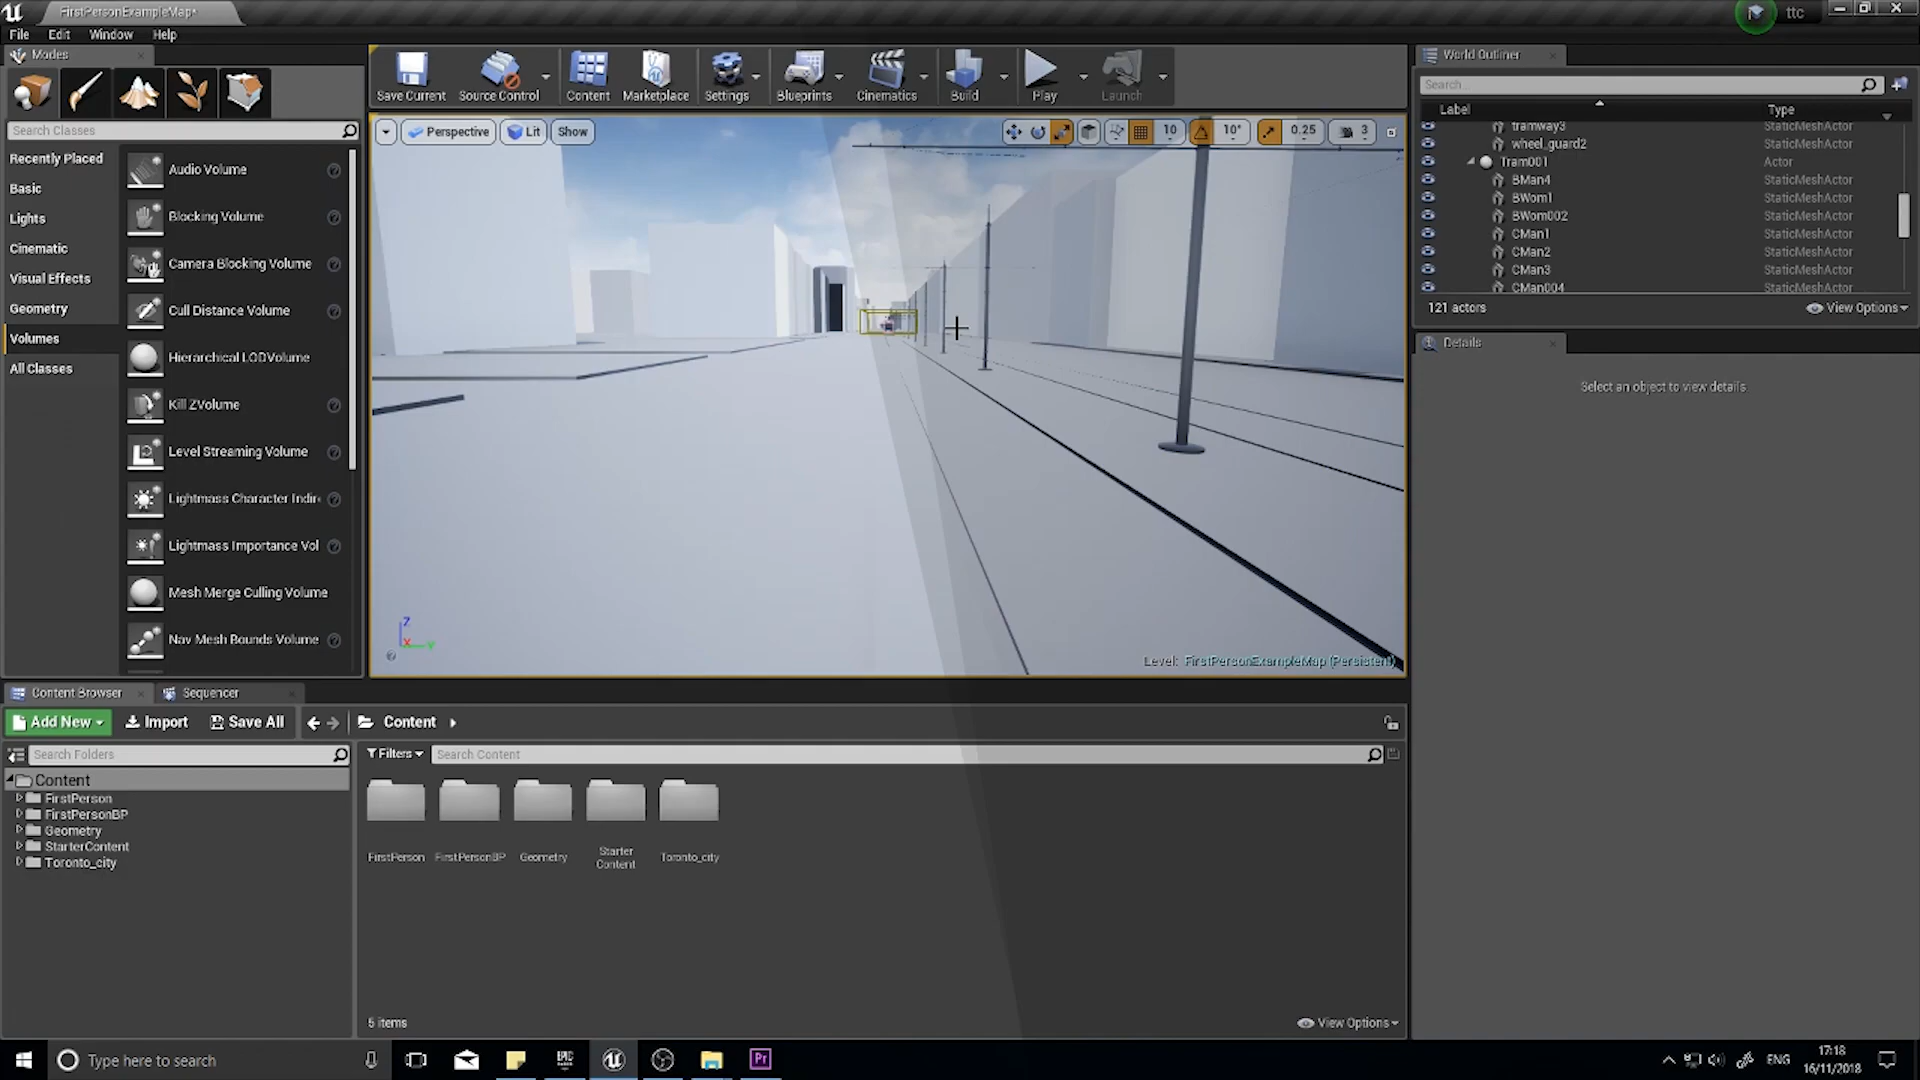 FirstPersonExampleMap*
ttc
File Edit Window Help
Modes
Search Classes
Recently Placed
Basic
Lights
Cinematic
Visual Effects
Geometry
Volumes
All Classes
Audio Volume
Blocking Volume
Camera Blocking Volume
Cull Distance Volume
Hierarchical LODVolume
Kill ZVolume
Level Streaming Volume
Lightmass Character Indir
Lightmass Importance Vol
Mesh Merge Culling Volume
Nav Mesh Bounds Volume
Save Current Source Control Content Marketplace Settings Blueprints Cinematics Build Play Launch
Perspective Lit Show 10 10° 0.25 3
Z
X Y
Level: FirstPersonExampleMap (Persistent)
World Outliner
Search...
Label Type
tramway3 StaticMeshActor
wheel_guard2 StaticMeshActor
Tram001 Actor
BMan4 StaticMeshActor
BWom1 StaticMeshActor
BWom002 StaticMeshActor
CMan1 StaticMeshActor
CMan2 StaticMeshActor
CMan3 StaticMeshActor
CMan004 StaticMeshActor
121 actors View Options
Details
Select an object to view details.
Content Browser Sequencer
Add New Import Save All Content
Search Folders
Content
FirstPerson
FirstPersonBP
Geometry
StarterContent
Toronto_city
Filters Search Content
FirstPerson FirstPersonBP Geometry Starter Content Toronto_city
5 items View Options
Type here to search
EPIC
Pr
ENG
17:18
16/11/2018